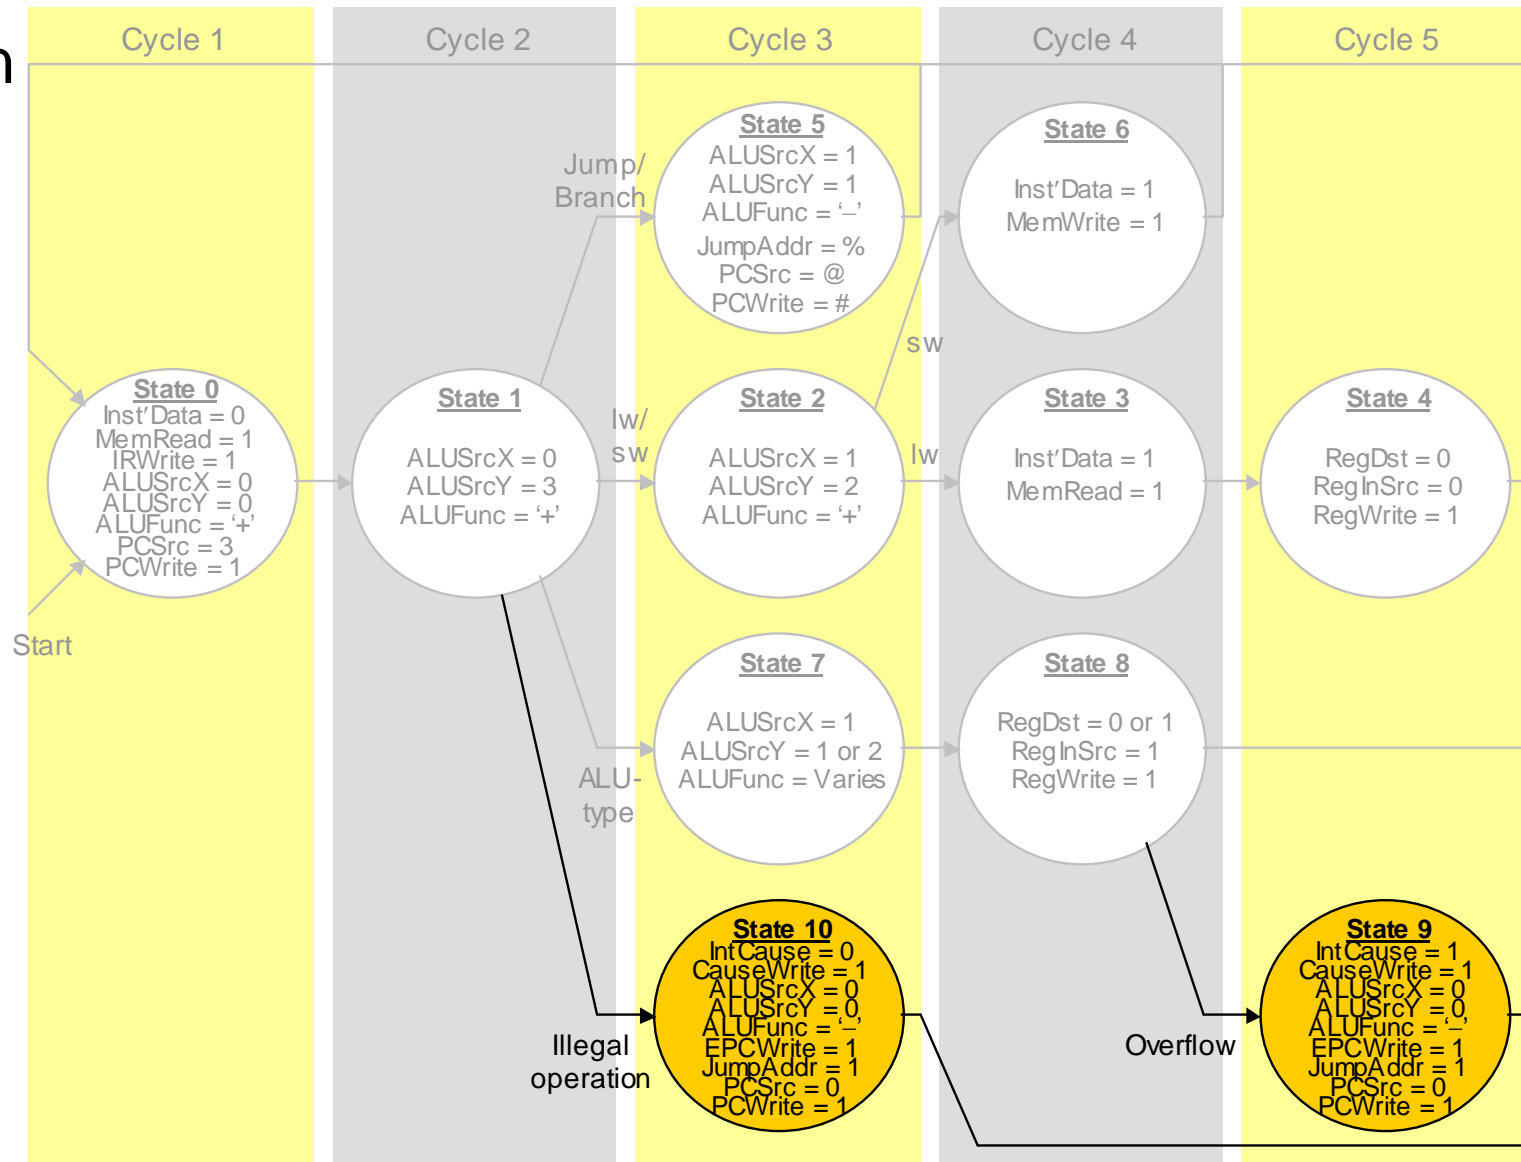 n
Cycle 1
Cycle 2
Cycle 3
Cycle 4
Cycle 5
State 5
ALUSrcX = 1
ALUSrcY = 1
ALUFunc = ‘–’
JumpAddr = %
PCSrc = @
PCWrite = #
State 6
Inst′Data = 1
MemWrite = 1
Jump/
Branch
sw
State 0
Inst′Data = 0
MemRead = 1
IRWrite = 1
ALUSrcX = 0
ALUSrcY = 0
ALUFunc = ‘+’
PCSrc = 3
PCWrite = 1
Start
State 1
ALUSrcX = 0
ALUSrcY = 3
ALUFunc = ‘+’
lw/
sw
State 2
ALUSrcX = 1
ALUSrcY = 2
ALUFunc = ‘+’
lw
State 3
Inst′Data = 1
MemRead = 1
State 4
RegDst = 0
RegInSrc = 0
RegWrite = 1
ALU-
type
State 7
ALUSrcX = 1
ALUSrcY = 1 or 2
ALUFunc = Varies
State 8
RegDst = 0 or 1
RegInSrc = 1
RegWrite = 1
Illegal
operation
State 10
IntCause = 0
CauseWrite = 1
ALUSrcX = 0
ALUSrcY = 0
ALUFunc = ‘–’
EPCWrite = 1
JumpAddr = 1
PCSrc = 0
PCWrite = 1
Overflow
State 9
IntCause = 1
CauseWrite = 1
ALUSrcX = 0
ALUSrcY = 0
ALUFunc = ‘–’
EPCWrite = 1
JumpAddr = 1
PCSrc = 0
PCWrite = 1